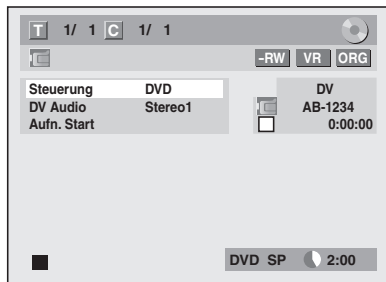 T 1/ 1 C 1/ 1
-RW VR ORG
Steuerung DVD
DV Audio Stereo1
Aufn. Start
DV
AB-1234
0:00:00
DVD SP 2:00